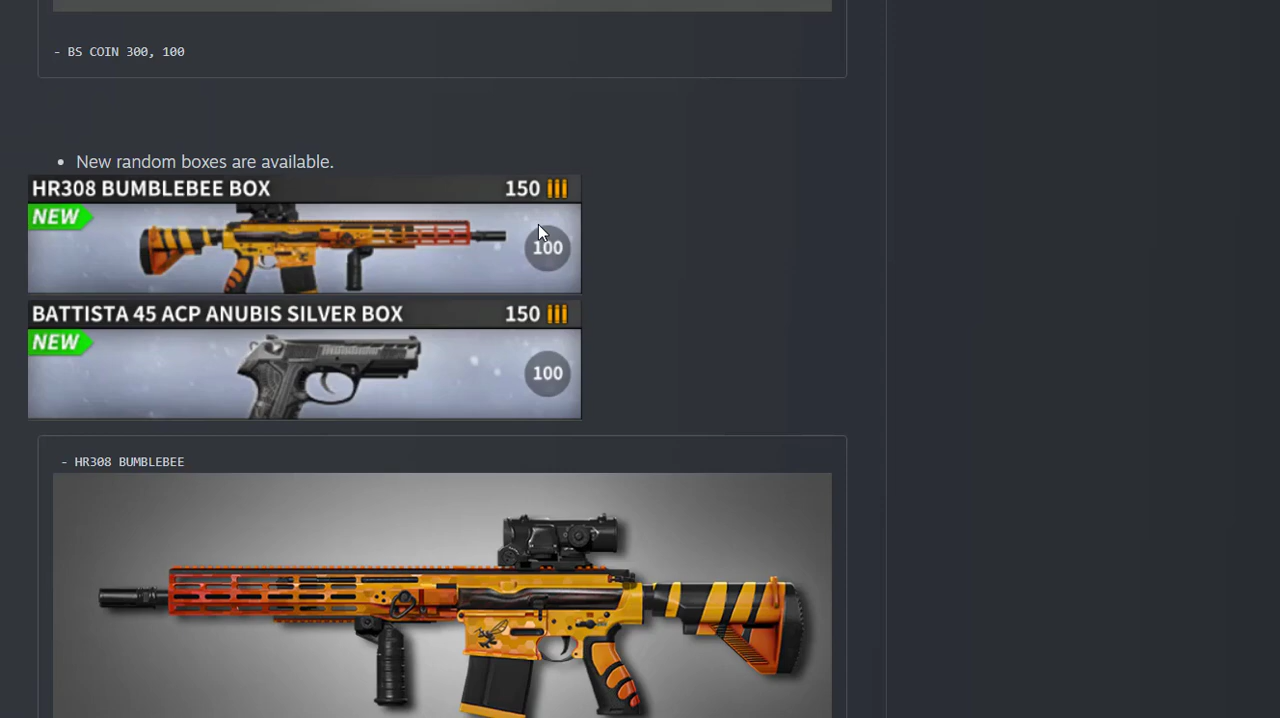 - BS COIN 300, 100
• New random boxes are available.
HR308 BUMBLEBEE BOX 150
NEW
100
BATTISTA 45 ACP ANUBIS SILVER BOX 150
NEW
100
- HR308 BUMBLEBEE